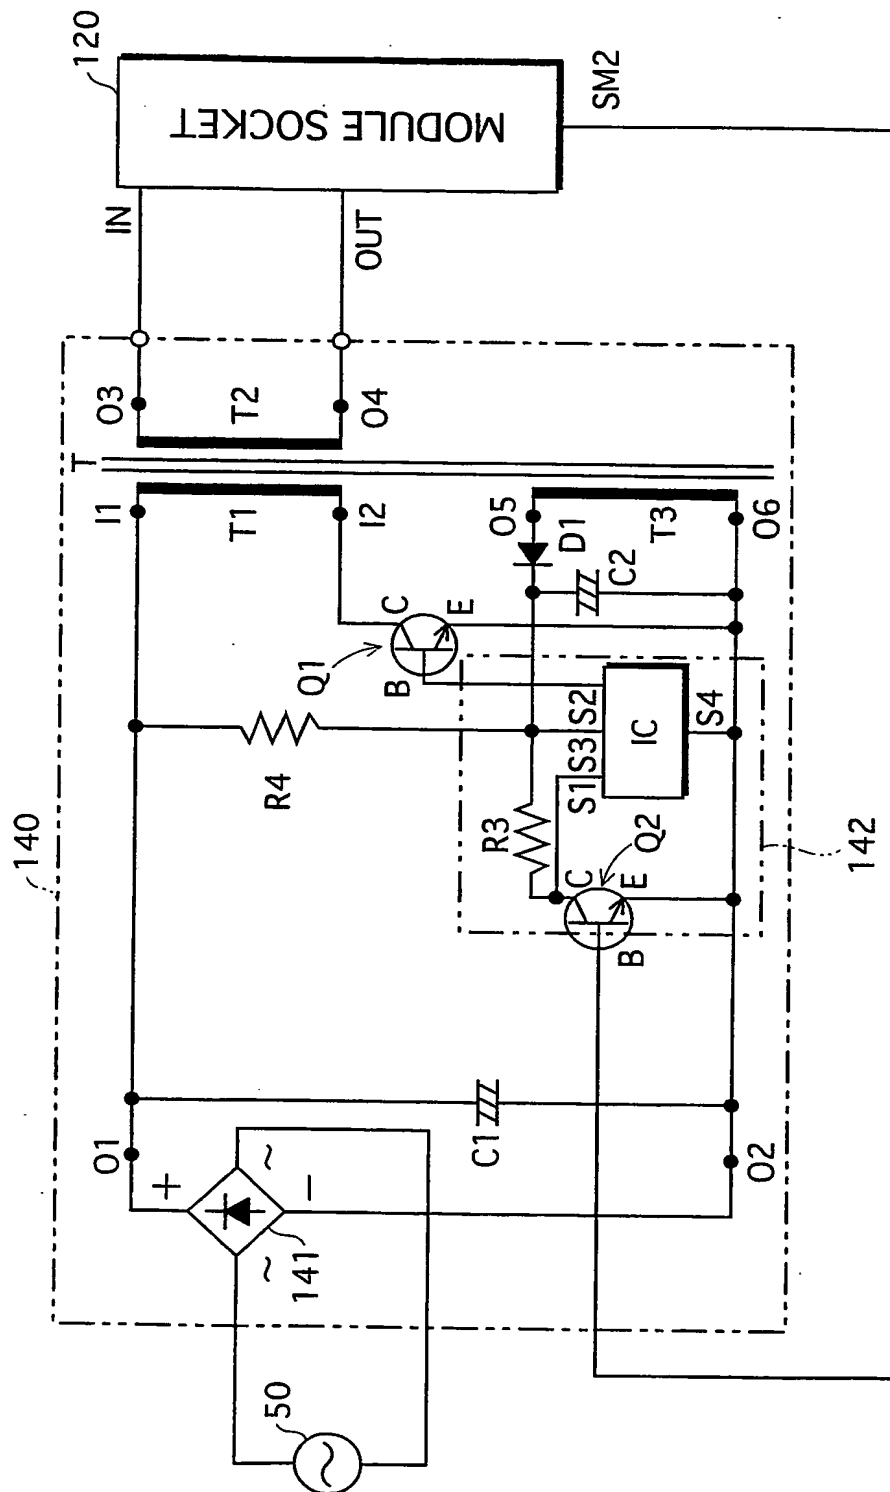 120
MODULE SOCKET
SM2
IN
OUT
140
O3
T2
O4
T
I1
T1
I2
O5
D1
T3
O6
C2
Q1
C
E
B
R4
S2
S3
S1
IC
S4
R3
Q2
C
E
B
142
O1
C1
O2
+
−
~
~
141
50
~